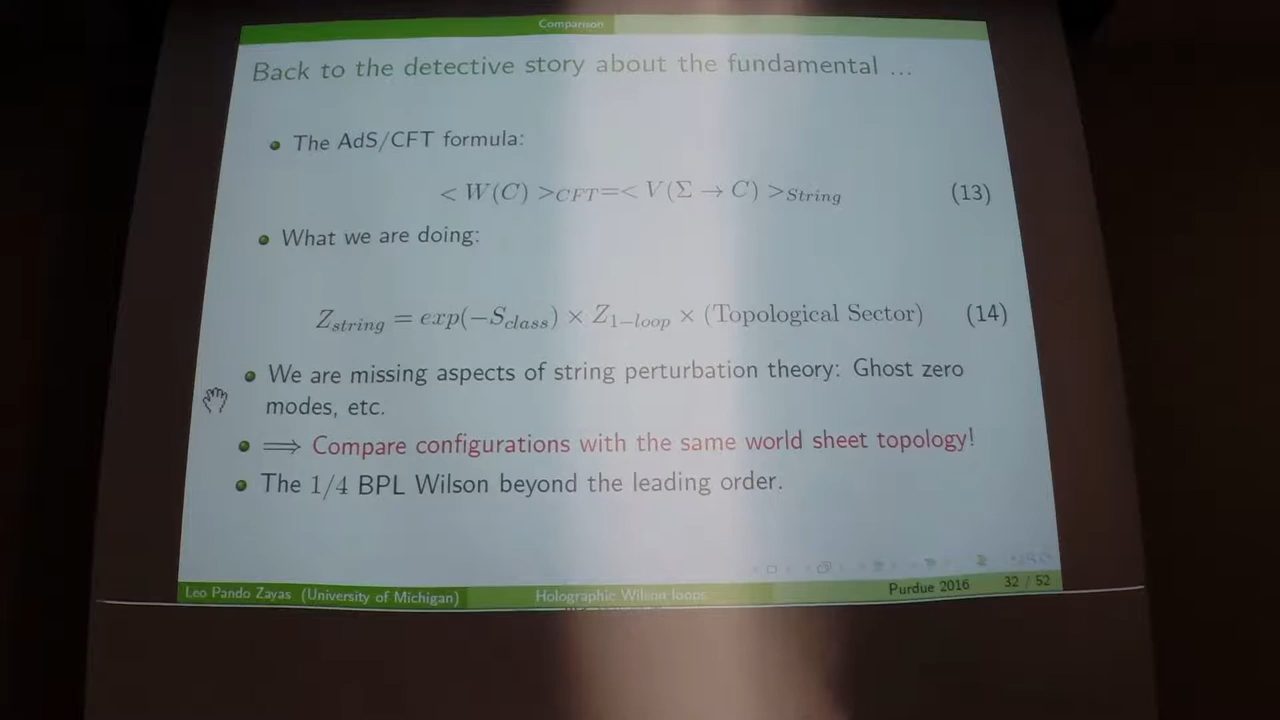 Comparison
Back to the detective story about the fundamental ...
The AdS/CFT formula:
< W(C) >CFT=< V(Σ → C) >String (13)
What we are doing:
Zstring = exp(−Sclass) × Z1−loop × (Topological Sector) (14)
We are missing aspects of string perturbation theory: Ghost zero
modes, etc.
⟹ Compare configurations with the same world sheet topology!
The 1/4 BPL Wilson beyond the leading order.
Leo Pando Zayas (University of Michigan) Holographic Wilson loops Purdue 2016 32 / 52